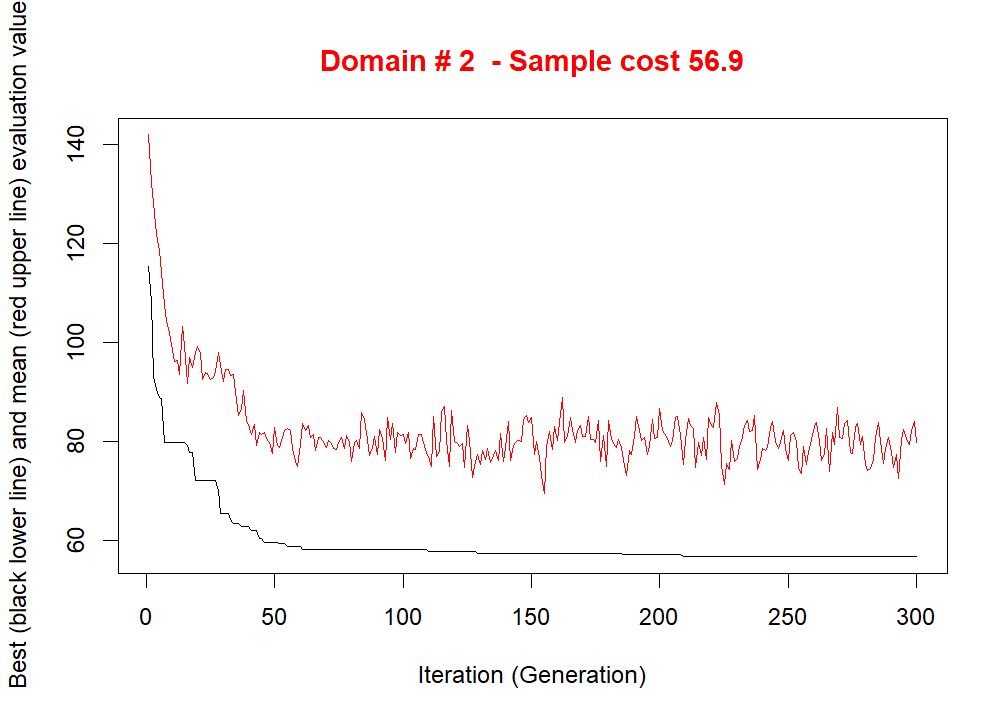 Domain # 2  - Sample cost 56.9
Best (black lower line) and mean (red upper line) evaluation value
140
120
100
80
60
0 50 100 150 200 250 300
Iteration (Generation)